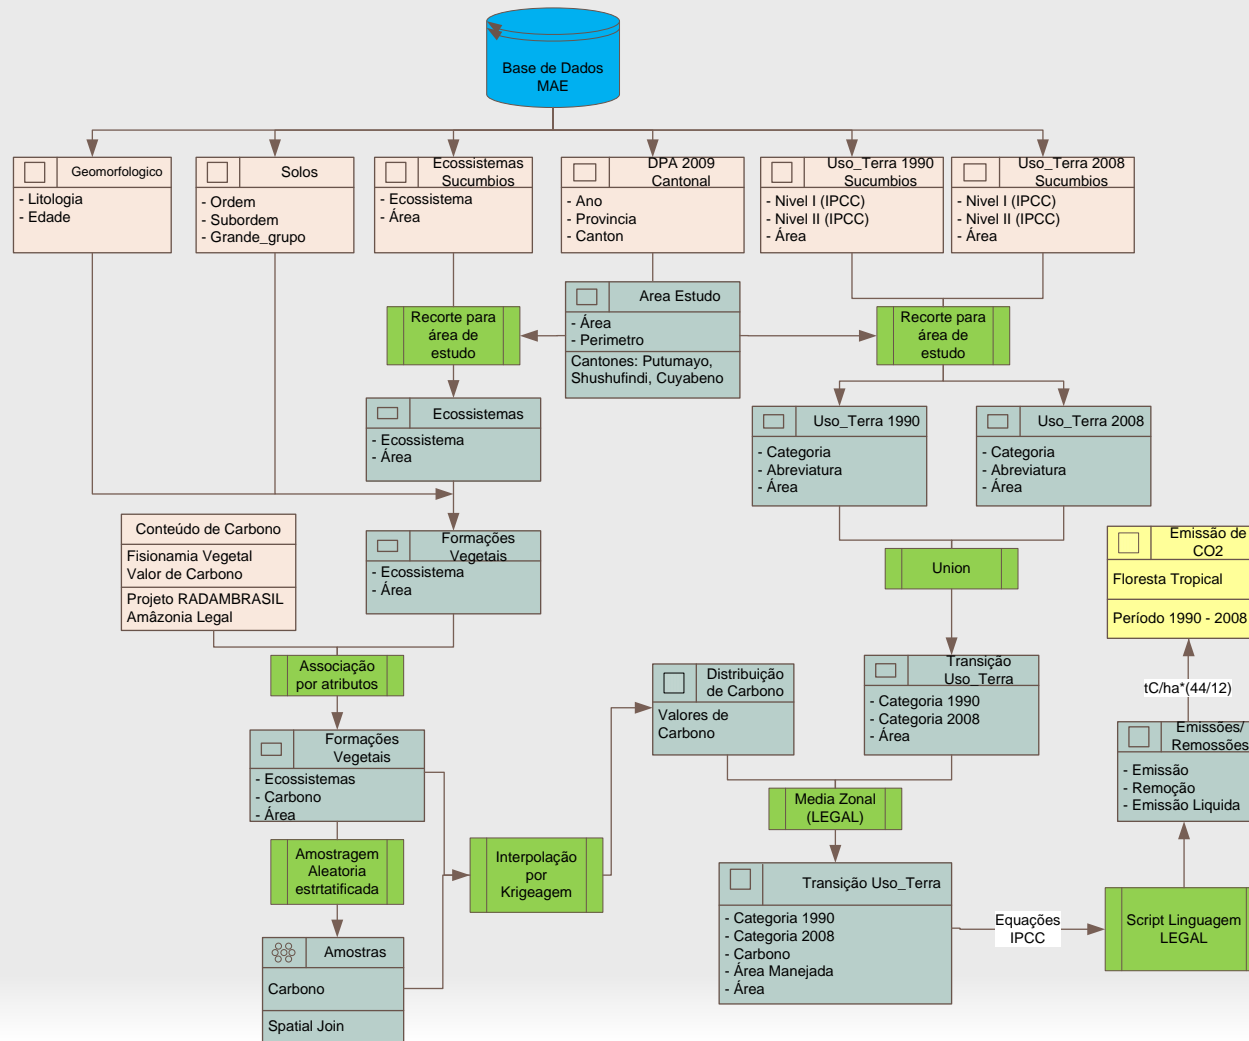 Base de Dados
MAE
Geomorfologico
- Litologia
- Edade
Solos
- Ordem
- Subordem
- Grande_grupo
Ecossistemas
Sucumbios
- Ecossistema
- Área
DPA 2009
Cantonal
- Ano
- Provincia
- Canton
Uso_Terra 1990
Sucumbios
- Nivel I (IPCC)
- Nivel II (IPCC)
- Área
Uso_Terra 2008
Sucumbios
- Nivel I (IPCC)
- Nivel II (IPCC)
- Área
Recorte para
área de
estudo
Area Estudo
- Área
- Perimetro
Cantones: Putumayo,
Shushufindi, Cuyabeno
Recorte para
área de
estudo
Ecossistemas
- Ecossistema
- Área
Uso_Terra 1990
- Categoria
- Abreviatura
- Área
Uso_Terra 2008
- Categoria
- Abreviatura
- Área
Conteúdo de Carbono
Fisionamia Vegetal
Valor de Carbono
Projeto RADAMBRASIL
Amâzonia Legal
Formações
Vegetais
- Ecossistema
- Área
Union
Emissão de
CO2
Floresta Tropical
Período 1990 - 2008
Associação
por atributos
Distribuição
de Carbono
Valores de
Carbono
Transição
Uso_Terra
- Categoria 1990
- Categoria 2008
- Área
tC/ha*(44/12)
Formações
Vegetais
- Ecossistemas
- Carbono
- Área
Emissões/
Remossões
- Emissão
- Remoção
- Emissão Liquida
Media Zonal
(LEGAL)
Amostragem
Aleatoria
estrtatificada
Interpolação
por
Krigeagem
Transição Uso_Terra
- Categoria 1990
- Categoria 2008
- Carbono
- Área Manejada
- Área
Equações
IPCC
Script Linguagem
LEGAL
Amostras
Carbono
Spatial Join